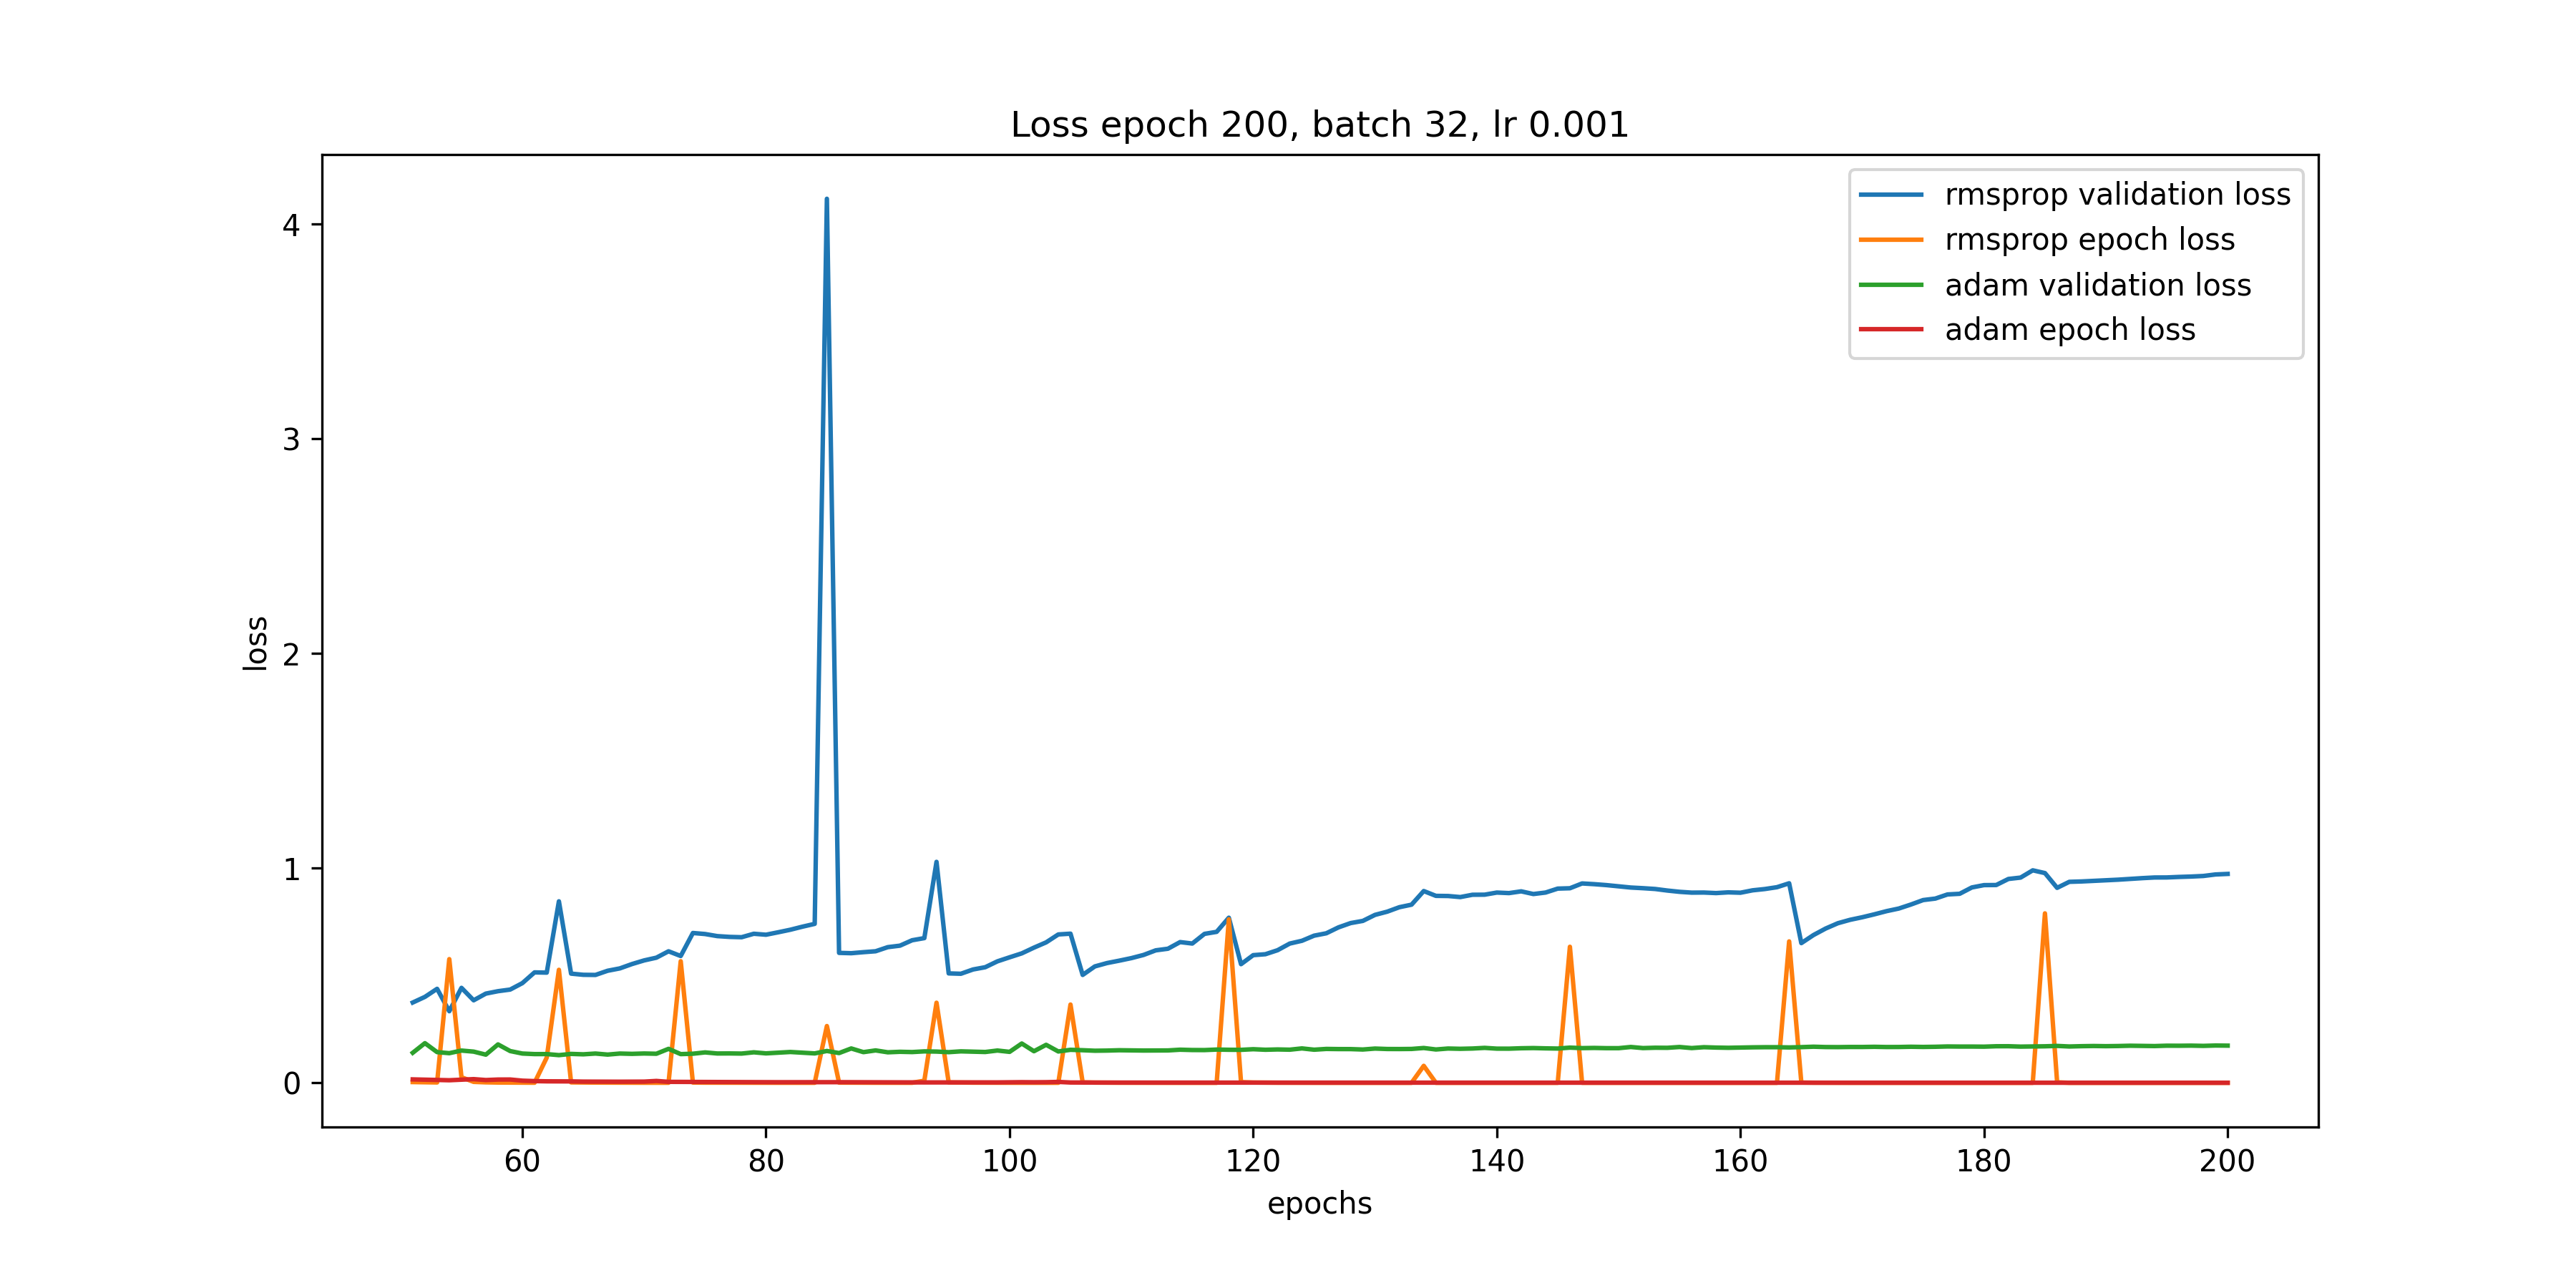 Loss epoch 200, batch 32, lr 0.001
rmsprop validation loss
rmsprop epoch loss
adam validation loss
adam epoch loss
loss
4
3
2
1
0
60 80 100 120 140 160 180 200
epochs